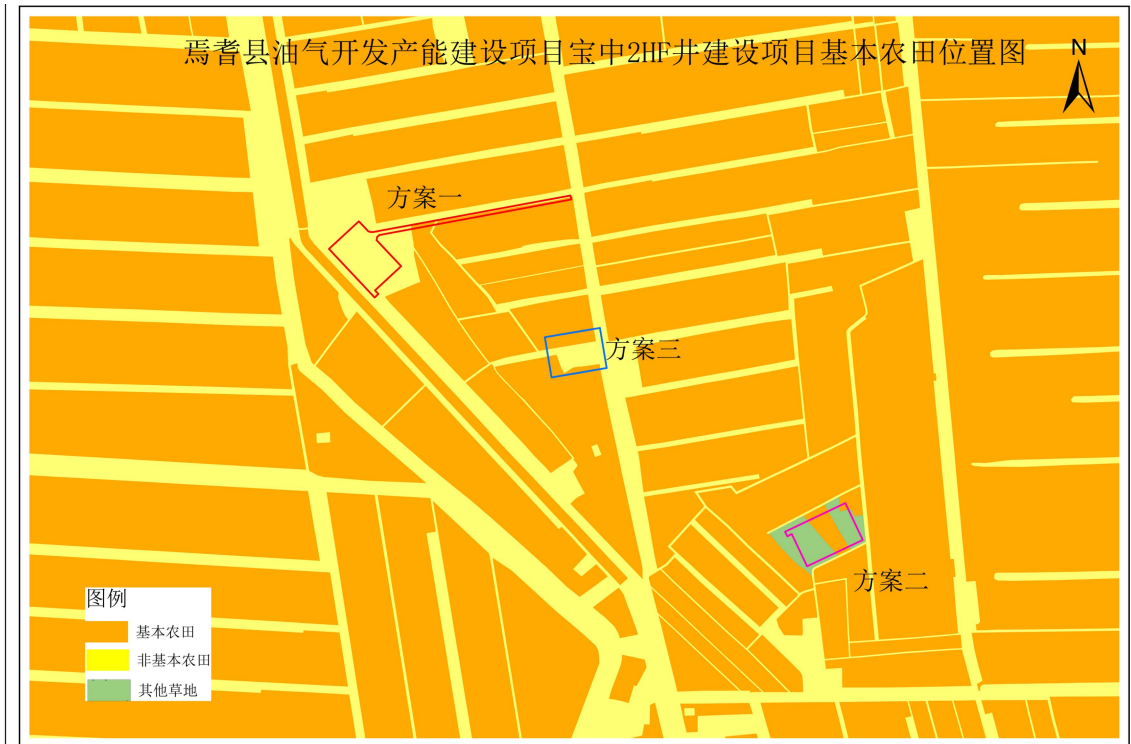 焉耆县油气开发产能建设项目宝中2HF井建设项目基本农田位置图
N
方案一
方案三
方案二
图例
基本农田
非基本农田
其他草地